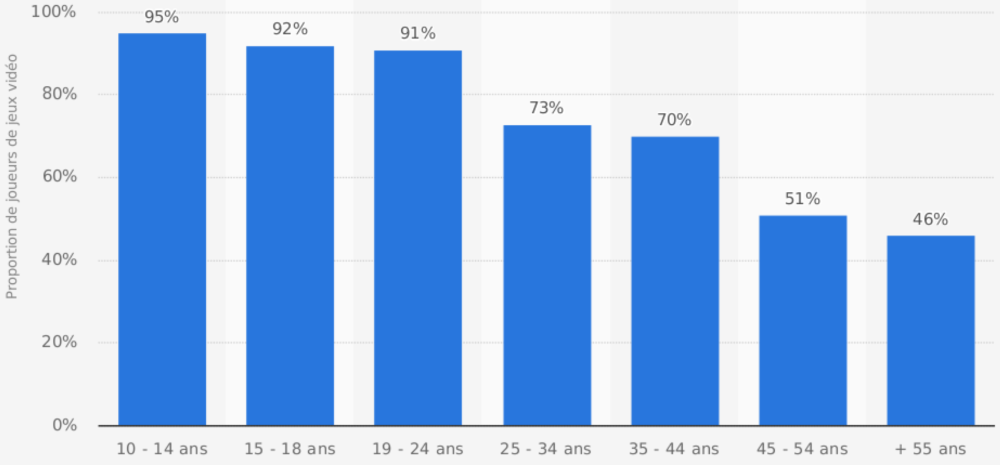 Proportion de joueurs de jeux vidéo
100%
80%
60%
40%
20%
0%
95%
92%
91%
73%
70%
51%
46%
10 - 14 ans
15 - 18 ans
19 - 24 ans
25 - 34 ans
35 - 44 ans
45 - 54 ans
+ 55 ans